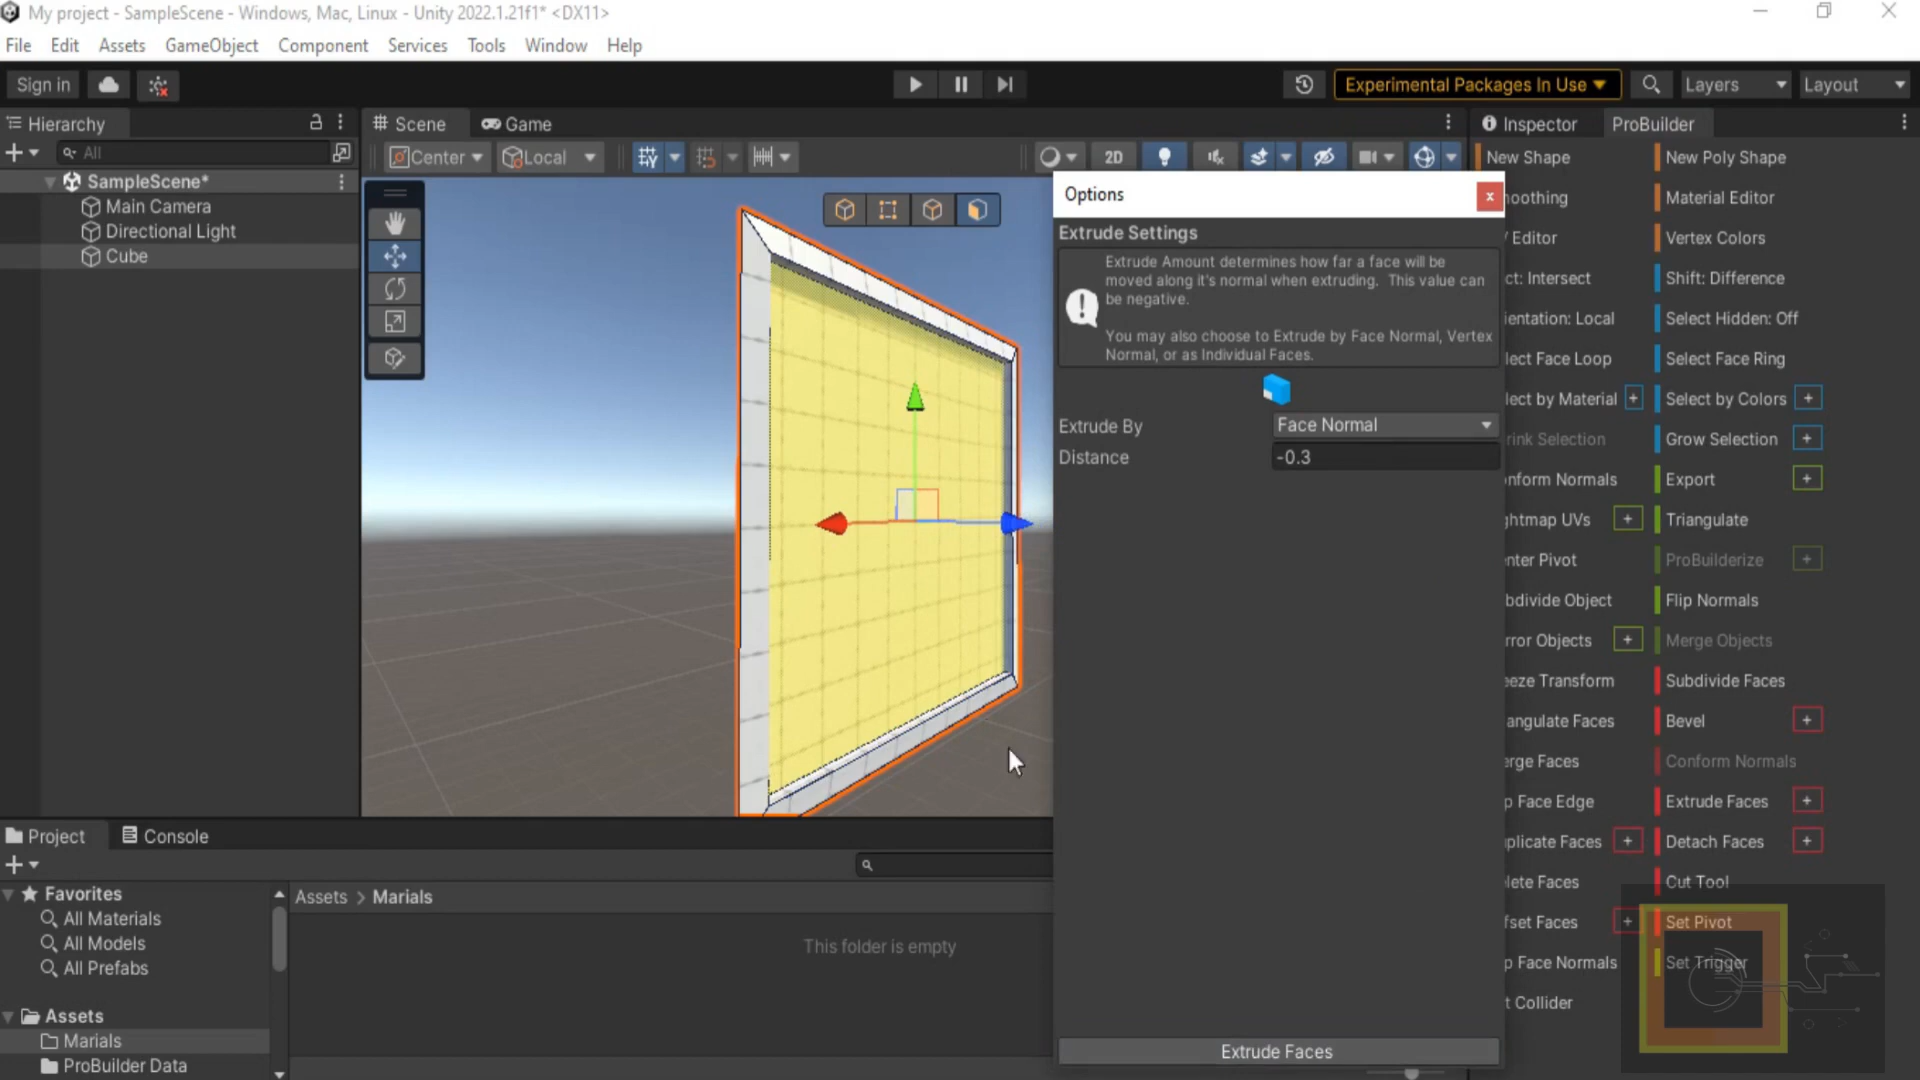 My project - SampleScene - Windows, Mac, Linux - Unity 2022.1.21f1* <DX11>
File Edit Assets GameObject Component Services Tools Window Help
Sign in
Experimental Packages In Use
Layers
Layout
Hierarchy
All
SampleScene*
Main Camera
Directional Light
Cube
Scene
Game
Center
Local
2D
Options
Extrude Settings
Extrude Amount determines how far a face will be
moved along it's normal when extruding. This value can
be negative.
You may also choose to Extrude by Face Normal, Vertex
Normal, or as Individual Faces.
Extrude By
Face Normal
Distance
-0.3
Extrude Faces
Inspector
ProBuilder
New Shape
New Poly Shape
oothing
Material Editor
Editor
Vertex Colors
ct: Intersect
Shift: Difference
ientation: Local
Select Hidden: Off
lect Face Loop
Select Face Ring
lect by Material +
Select by Colors +
rink Selection
Grow Selection +
onform Normals
Export +
ghtmap UVs +
Triangulate
nter Pivot
ProBuilderize +
bdivide Object
Flip Normals
rror Objects +
Merge Objects
eeze Transform
Subdivide Faces
angulate Faces
Bevel +
erge Faces
Conform Normals
p Face Edge
Extrude Faces +
plicate Faces +
Detach Faces +
lete Faces
Cut Tool
fset Faces +
Set Pivot
p Face Normals
Set Trigger
t Collider
Project
Console
Favorites
All Materials
All Models
All Prefabs
Assets
Marials
ProBuilder Data
Assets > Marials
This folder is empty